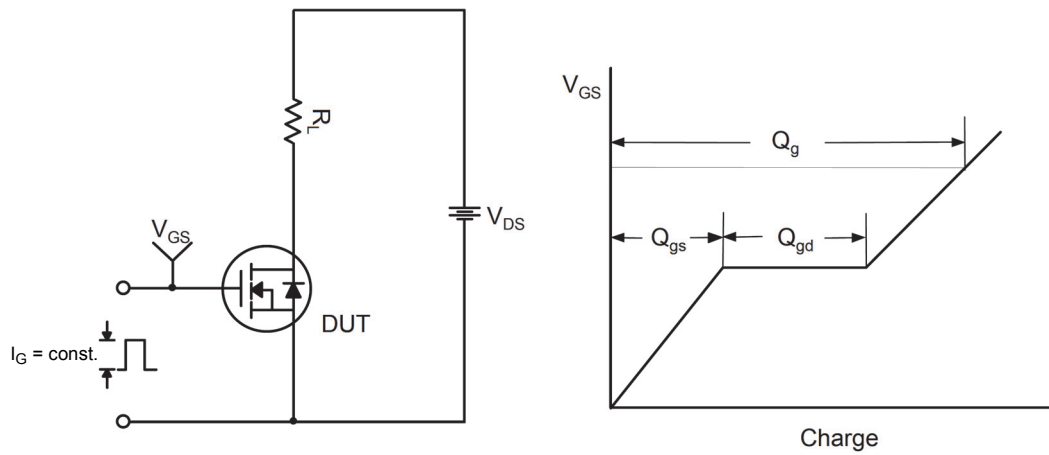 R_L
V_DS
V_GS
DUT
I_G = const.
V_GS
Q_g
Q_gs
Q_gd
Charge